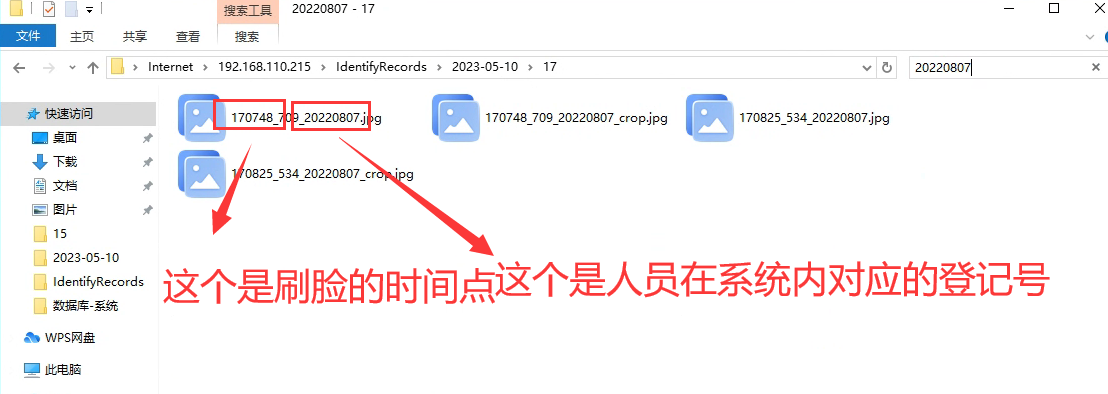 搜索工具
20220807 - 17
文件
主页
共享
查看
搜索
Internet
192.168.110.215
IdentifyRecords
2023-05-10
17
20220807
快速访问
桌面
下载
文档
图片
15
2023-05-10
IdentifyRecords
数据库-系统
WPS网盘
此电脑
170748_709_20220807.jpg
170748_709_20220807_crop.jpg
170825_534_20220807.jpg
170825_534_20220807_crop.jpg
这个是刷脸的时间点
这个是人员在系统内对应的登记号